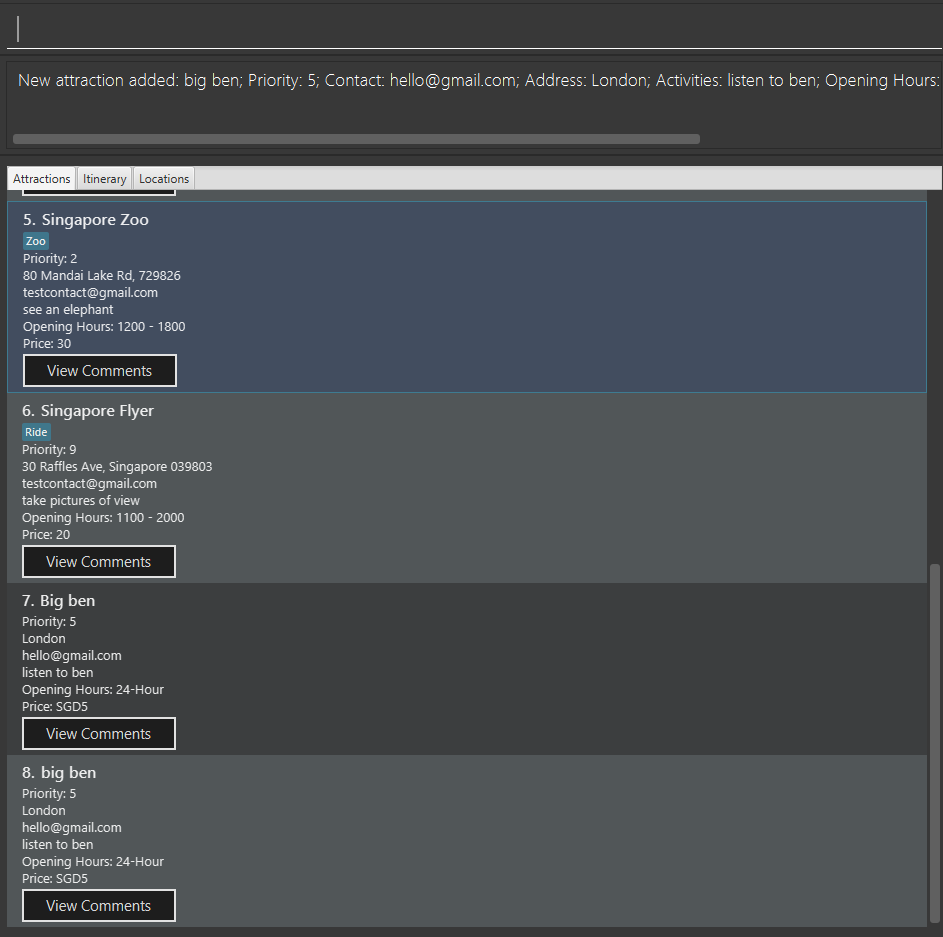 New attraction added: big ben; Priority: 5; Contact: hello@gmail.com; Address: London; Activities: listen to ben; Opening Hours:
Attractions Itinerary Locations
5. Singapore Zoo
Zoo
Priority: 2
80 Mandai Lake Rd, 729826
testcontact@gmail.com
see an elephant
Opening Hours: 1200 - 1800
Price: 30
View Comments
6. Singapore Flyer
Ride
Priority: 9
30 Raffles Ave, Singapore 039803
testcontact@gmail.com
take pictures of view
Opening Hours: 1100 - 2000
Price: 20
View Comments
7. Big ben
Priority: 5
London
hello@gmail.com
listen to ben
Opening Hours: 24-Hour
Price: SGD5
View Comments
8. big ben
Priority: 5
London
hello@gmail.com
listen to ben
Opening Hours: 24-Hour
Price: SGD5
View Comments